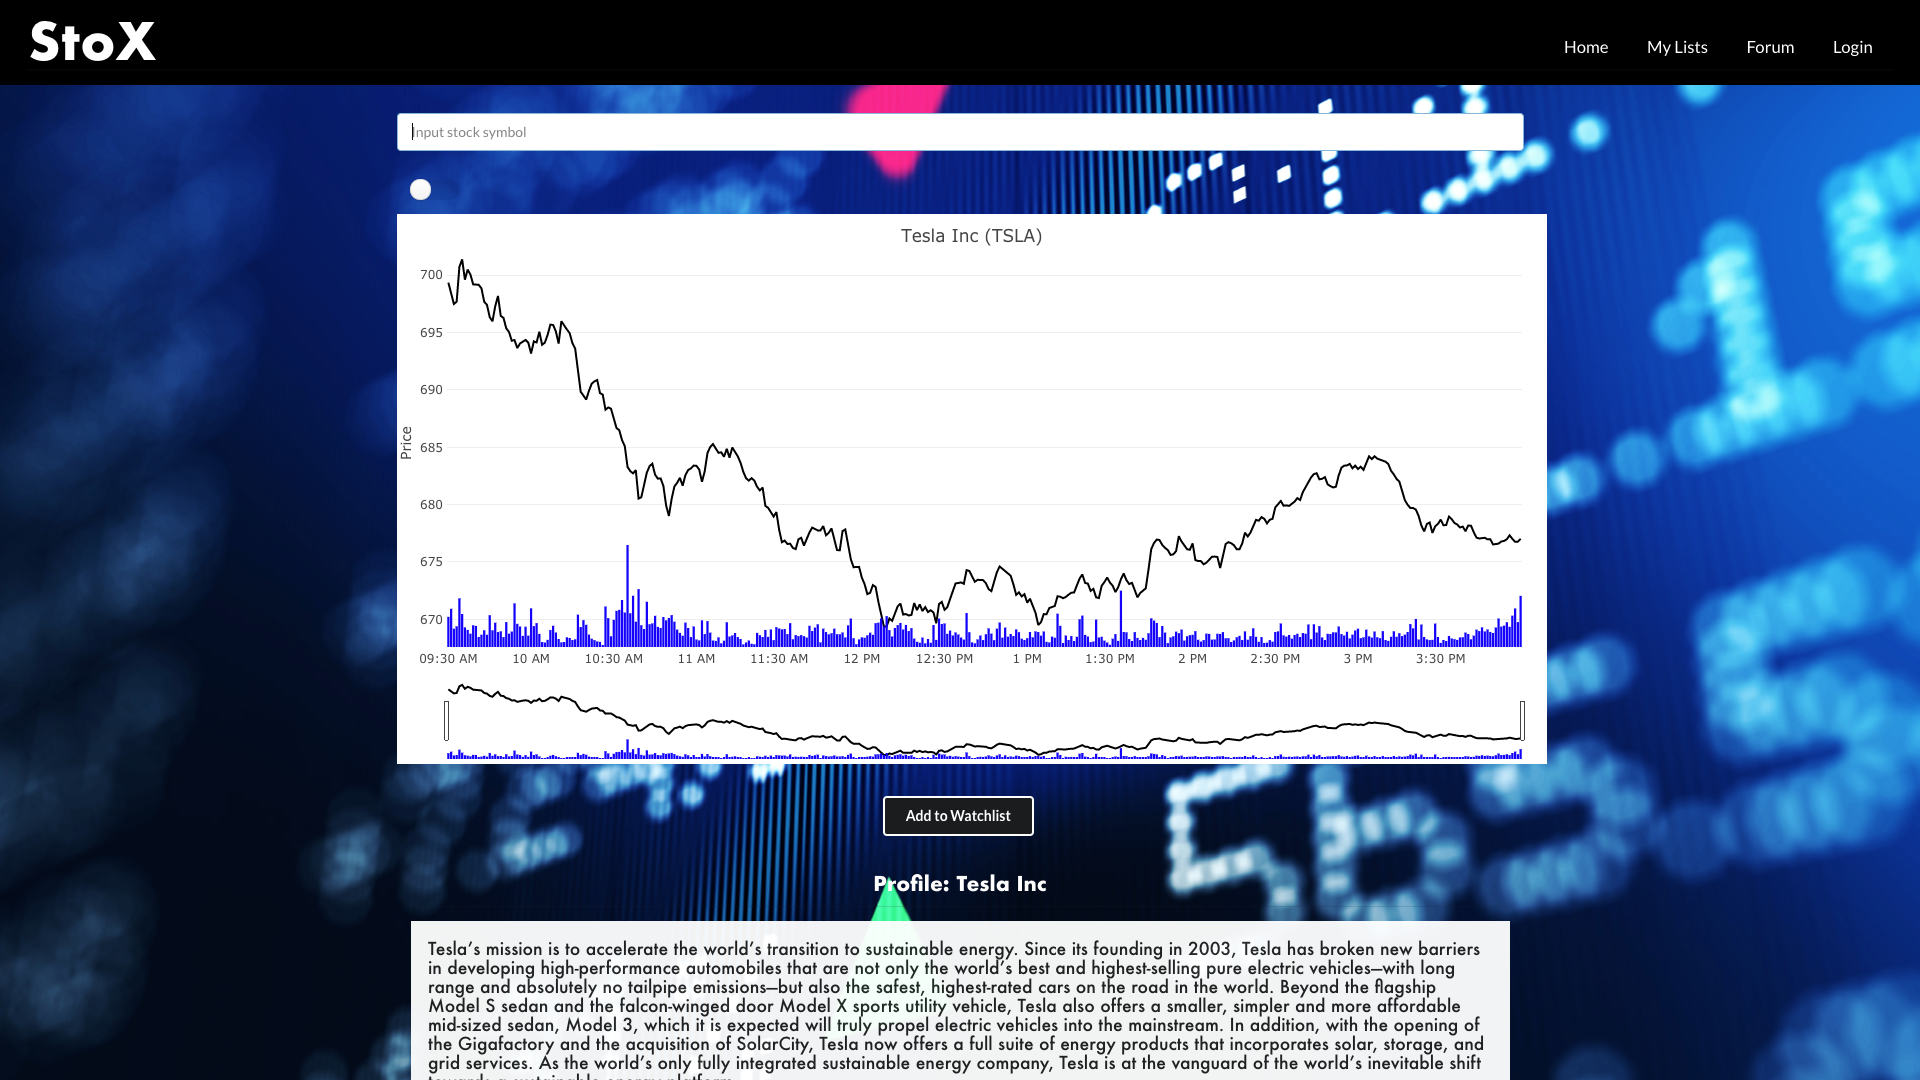 StoX
Home My Lists Forum Login
Input stock symbol
Tesla Inc (TSLA)
700
695
690
685
680
675
670
Price
09:30 AM 10 AM 10:30 AM 11 AM 11:30 AM 12 PM 12:30 PM 1 PM 1:30 PM 2 PM 2:30 PM 3 PM 3:30 PM
Add to Watchlist
Profile: Tesla Inc
Tesla’s mission is to accelerate the world’s transition to sustainable energy. Since its founding in 2003, Tesla has broken new barriers
in developing high-performance automobiles that are not only the world’s best and highest-selling pure electric vehicles—with long
range and absolutely no tailpipe emissions—but also the safest, highest-rated cars on the road in the world. Beyond the flagship
Model S sedan and the falcon-winged door Model X sports utility vehicle, Tesla also offers a smaller, simpler and more affordable
mid-sized sedan, Model 3, which it is expected will truly propel electric vehicles into the mainstream. In addition, with the opening of
the Gigafactory and the acquisition of SolarCity, Tesla now offers a full suite of energy products that incorporates solar, storage, and
grid services. As the world’s only fully integrated sustainable energy company, Tesla is at the vanguard of the world’s inevitable shift